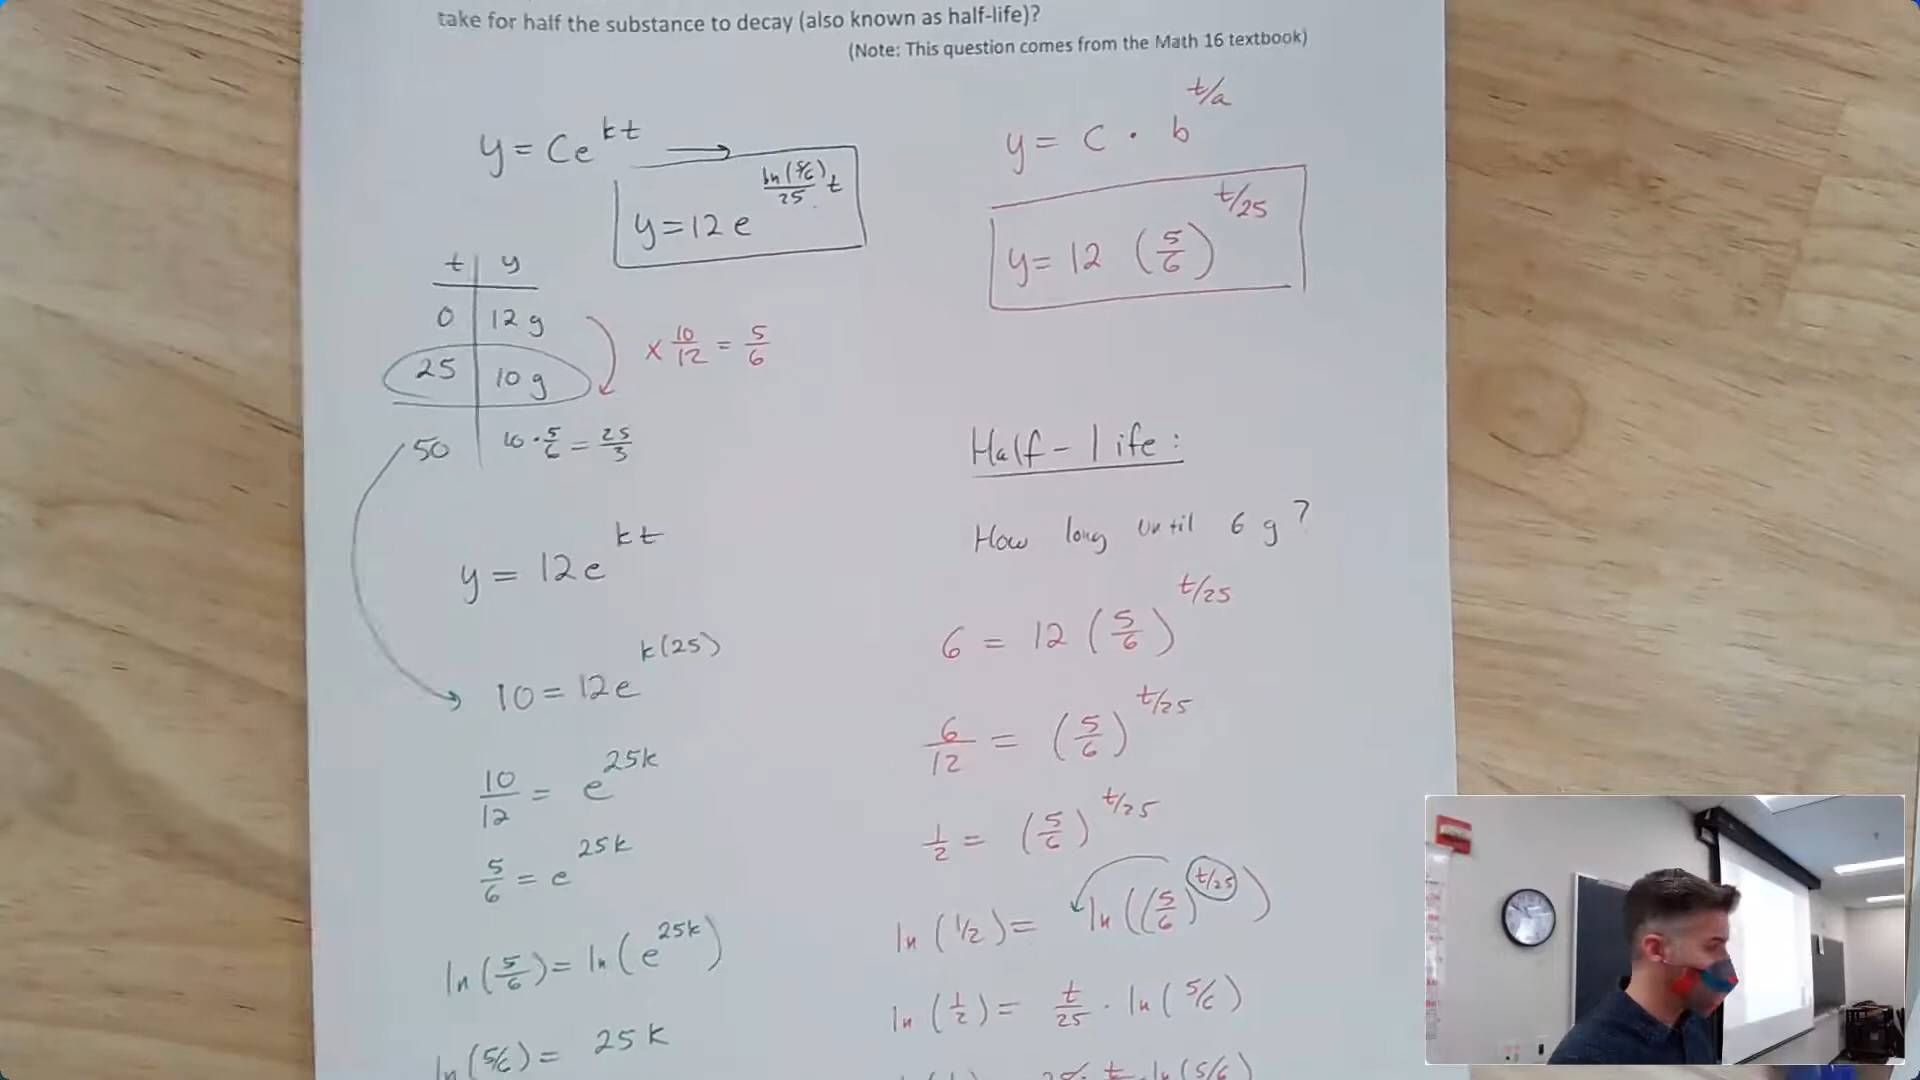 take for half the substance to decay (also known as half-life)?
(Note: This question comes from the Math 16 textbook)
y = Ce^{kt} →
y = 12 e^{\frac{ln(5/6)}{25} t}
t | y
0 | 12 g
25 | 10 g
50 | 10 · 5/6 = 25/3
x 10/12 = 5/6
y = 12e^{kt}
10 = 12e^{k(25)}
10/12 = e^{25k}
5/6 = e^{25k}
ln(5/6) = ln(e^{25k})
ln(5/6) = 25k
y = C · b^{t/a}
y = 12 (5/6)^{t/25}
Half-life:
How long until 6 g?
6 = 12 (5/6)^{t/25}
6/12 = (5/6)^{t/25}
1/2 = (5/6)^{t/25}
ln(1/2) = ln((5/6)^{t/25})
ln(1/2) = t/25 · ln(5/6)